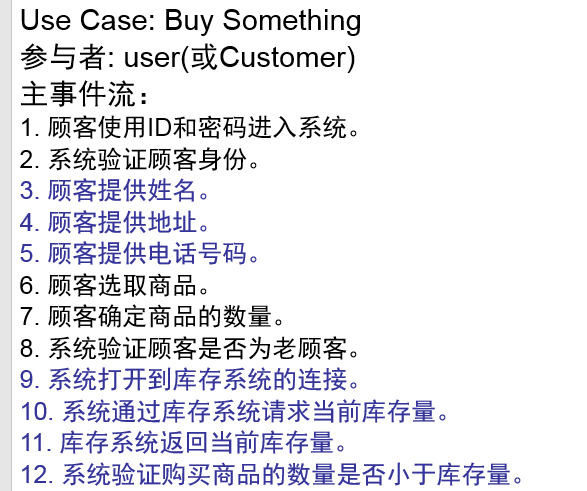 Use Case: Buy Something
参与者: user(或Customer)
主事件流：
1. 顾客使用ID和密码进入系统。
2. 系统验证顾客身份。
3. 顾客提供姓名。
4. 顾客提供地址。
5. 顾客提供电话号码。
6. 顾客选取商品。
7. 顾客确定商品的数量。
8. 系统验证顾客是否为老顾客。
9. 系统打开到库存系统的连接。
10. 系统通过库存系统请求当前库存量。
11. 库存系统返回当前库存量。
12. 系统验证购买商品的数量是否小于库存量。